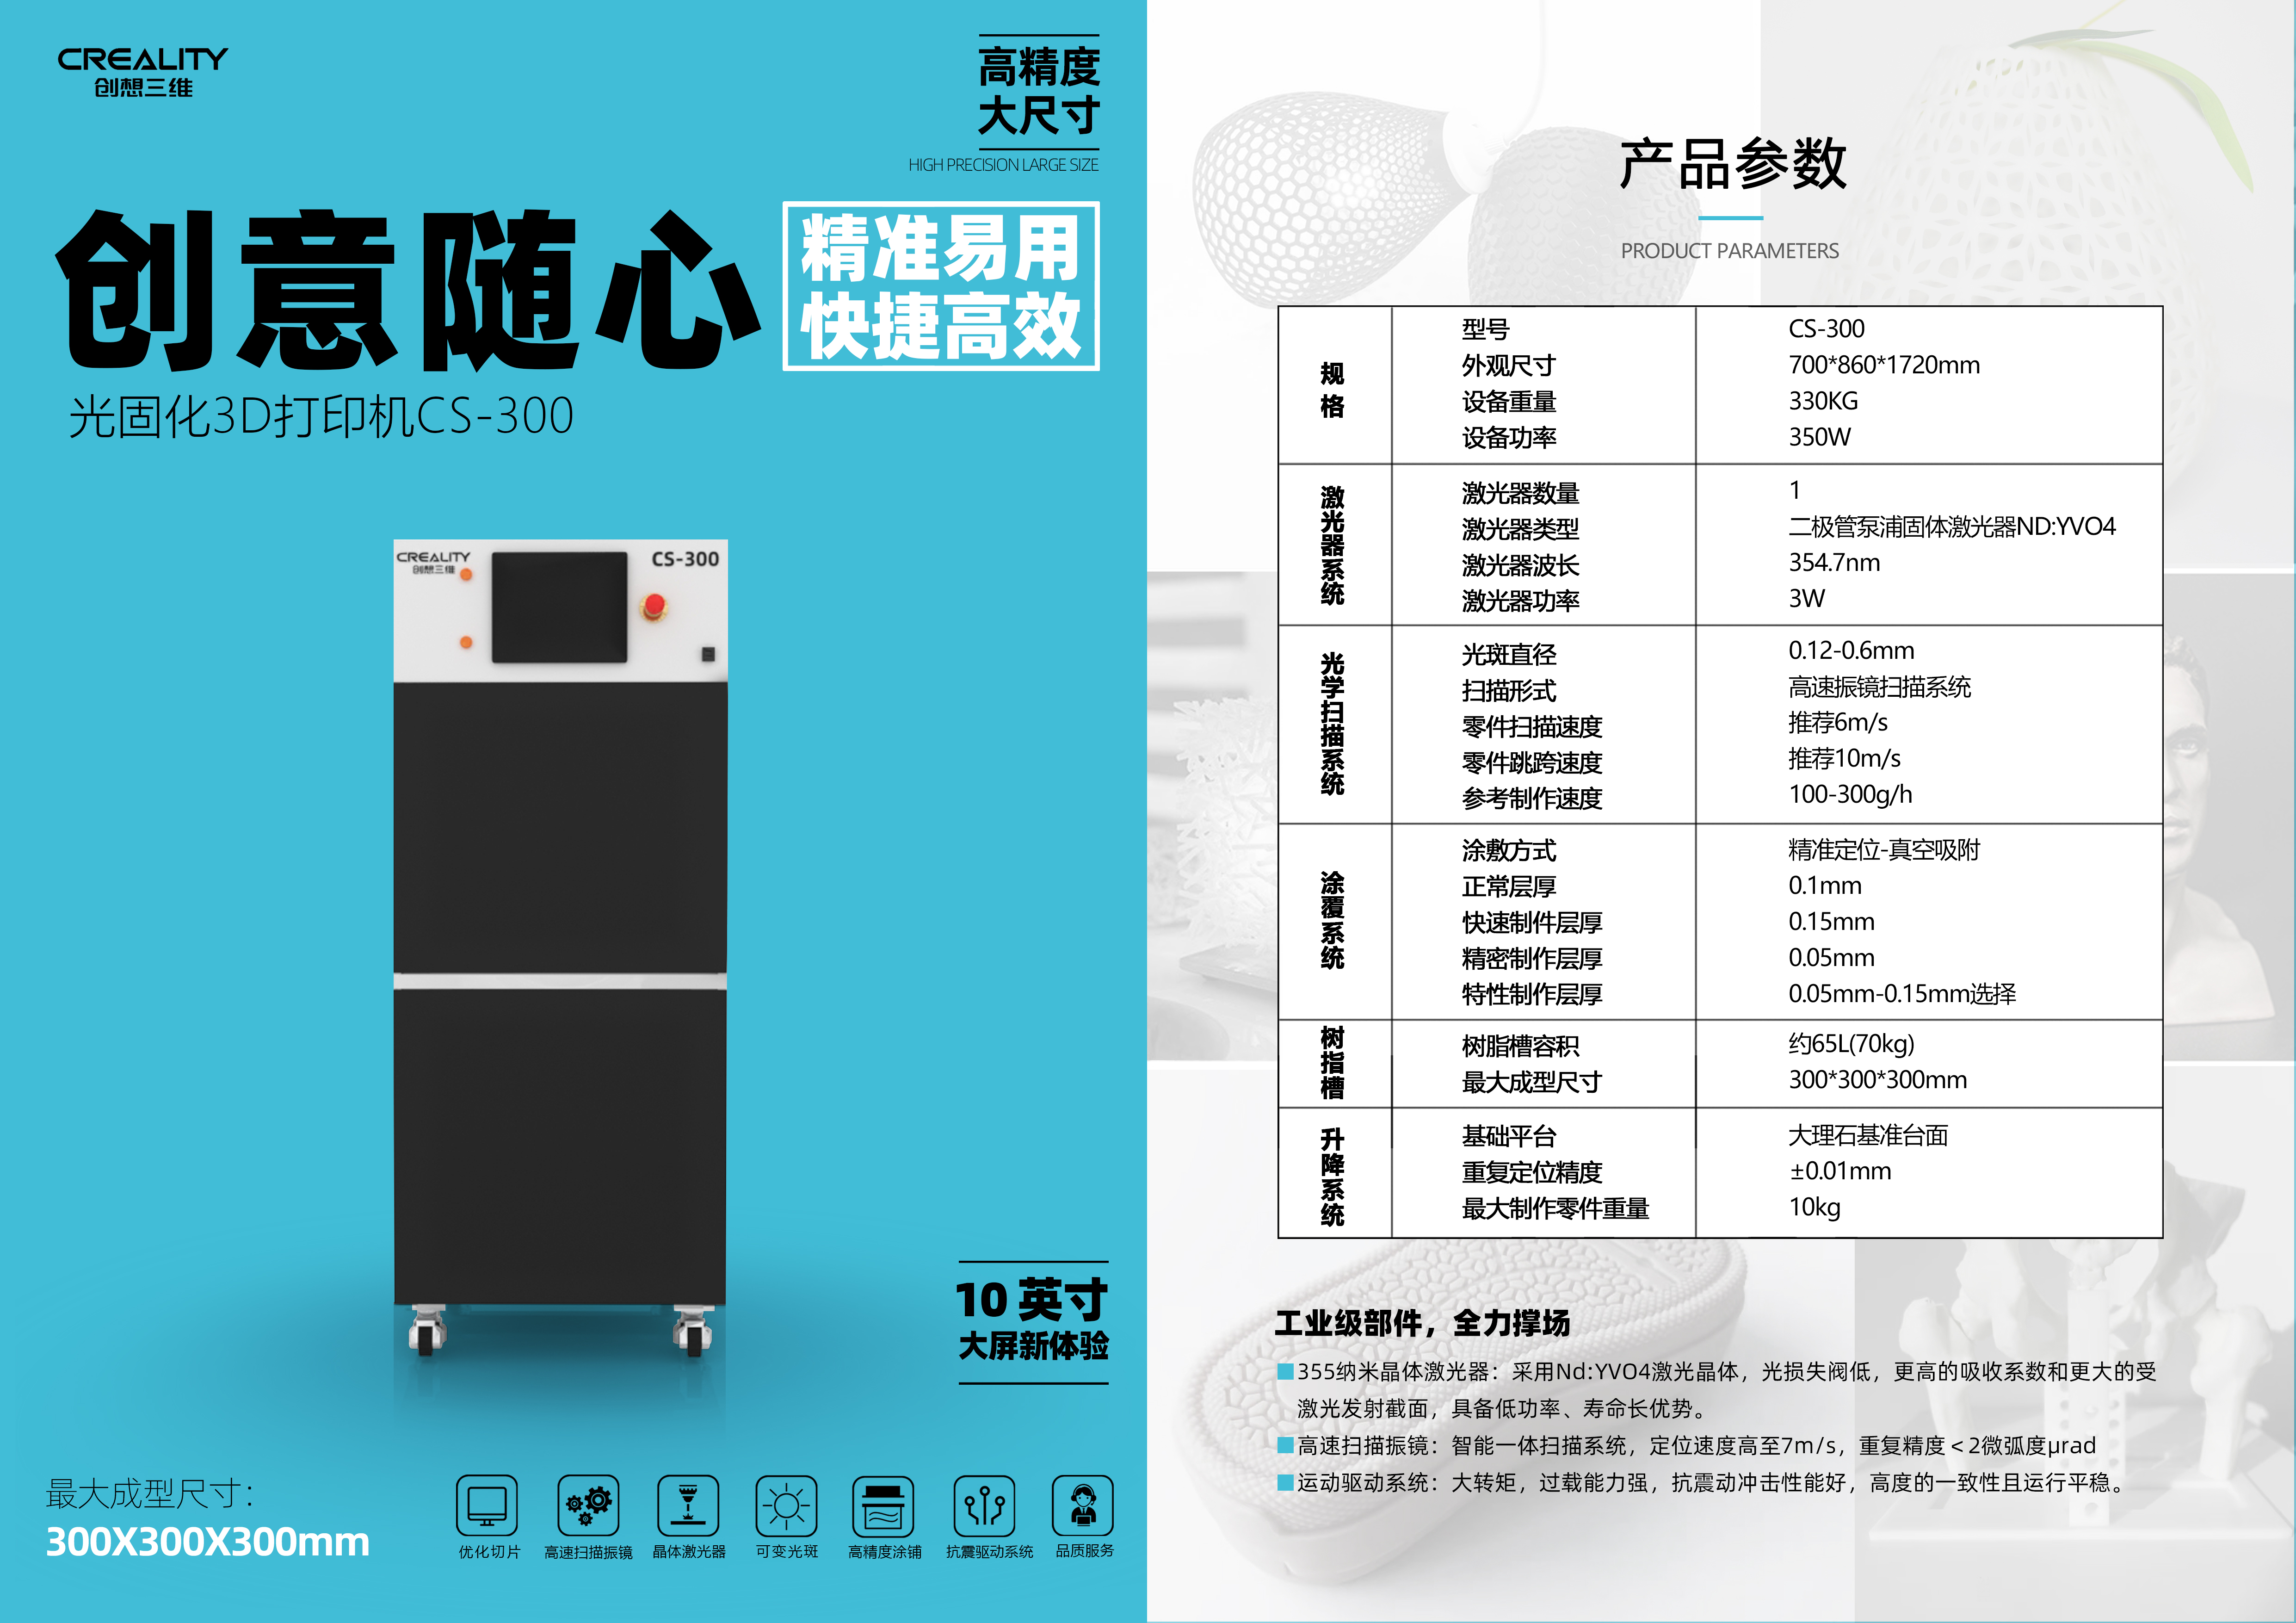 CREALITY
创想三维
高精度
大尺寸
HIGH PRECISION LARGE SIZE
创意随心
精准易用
快捷高效
光固化3D打印机CS-300
CREALITY
创想三维
CS-300
10 英寸
大屏新体验
最大成型尺寸：
300X300X300mm
优化切片
高速扫描振镜
晶体激光器
可变光斑
高精度涂铺
抗震驱动系统
品质服务
产品参数
PRODUCT PARAMETERS
规格
型号 CS-300
外观尺寸 700*860*1720mm
设备重量 330KG
设备功率 350W
激光器系统
激光器数量 1
激光器类型 二极管泵浦固体激光器ND:YVO4
激光器波长 354.7nm
激光器功率 3W
光学扫描系统
光斑直径 0.12-0.6mm
扫描形式 高速振镜扫描系统
零件扫描速度 推荐6m/s
零件跳跨速度 推荐10m/s
参考制作速度 100-300g/h
涂覆系统
涂敷方式 精准定位-真空吸附
正常层厚 0.1mm
快速制件层厚 0.15mm
精密制作层厚 0.05mm
特性制作层厚 0.05mm-0.15mm选择
树指槽
树脂槽容积 约65L(70kg)
最大成型尺寸 300*300*300mm
升降系统
基础平台 大理石基准台面
重复定位精度 ±0.01mm
最大制作零件重量 10kg
工业级部件，全力撑场
355纳米晶体激光器：采用Nd:YVO4激光晶体，光损失阀低，更高的吸收系数和更大的受
激光发射截面，具备低功率、寿命长优势。
高速扫描振镜：智能一体扫描系统，定位速度高至7m/s，重复精度＜2微弧度μrad
运动驱动系统：大转矩，过载能力强，抗震动冲击性能好，高度的一致性且运行平稳。